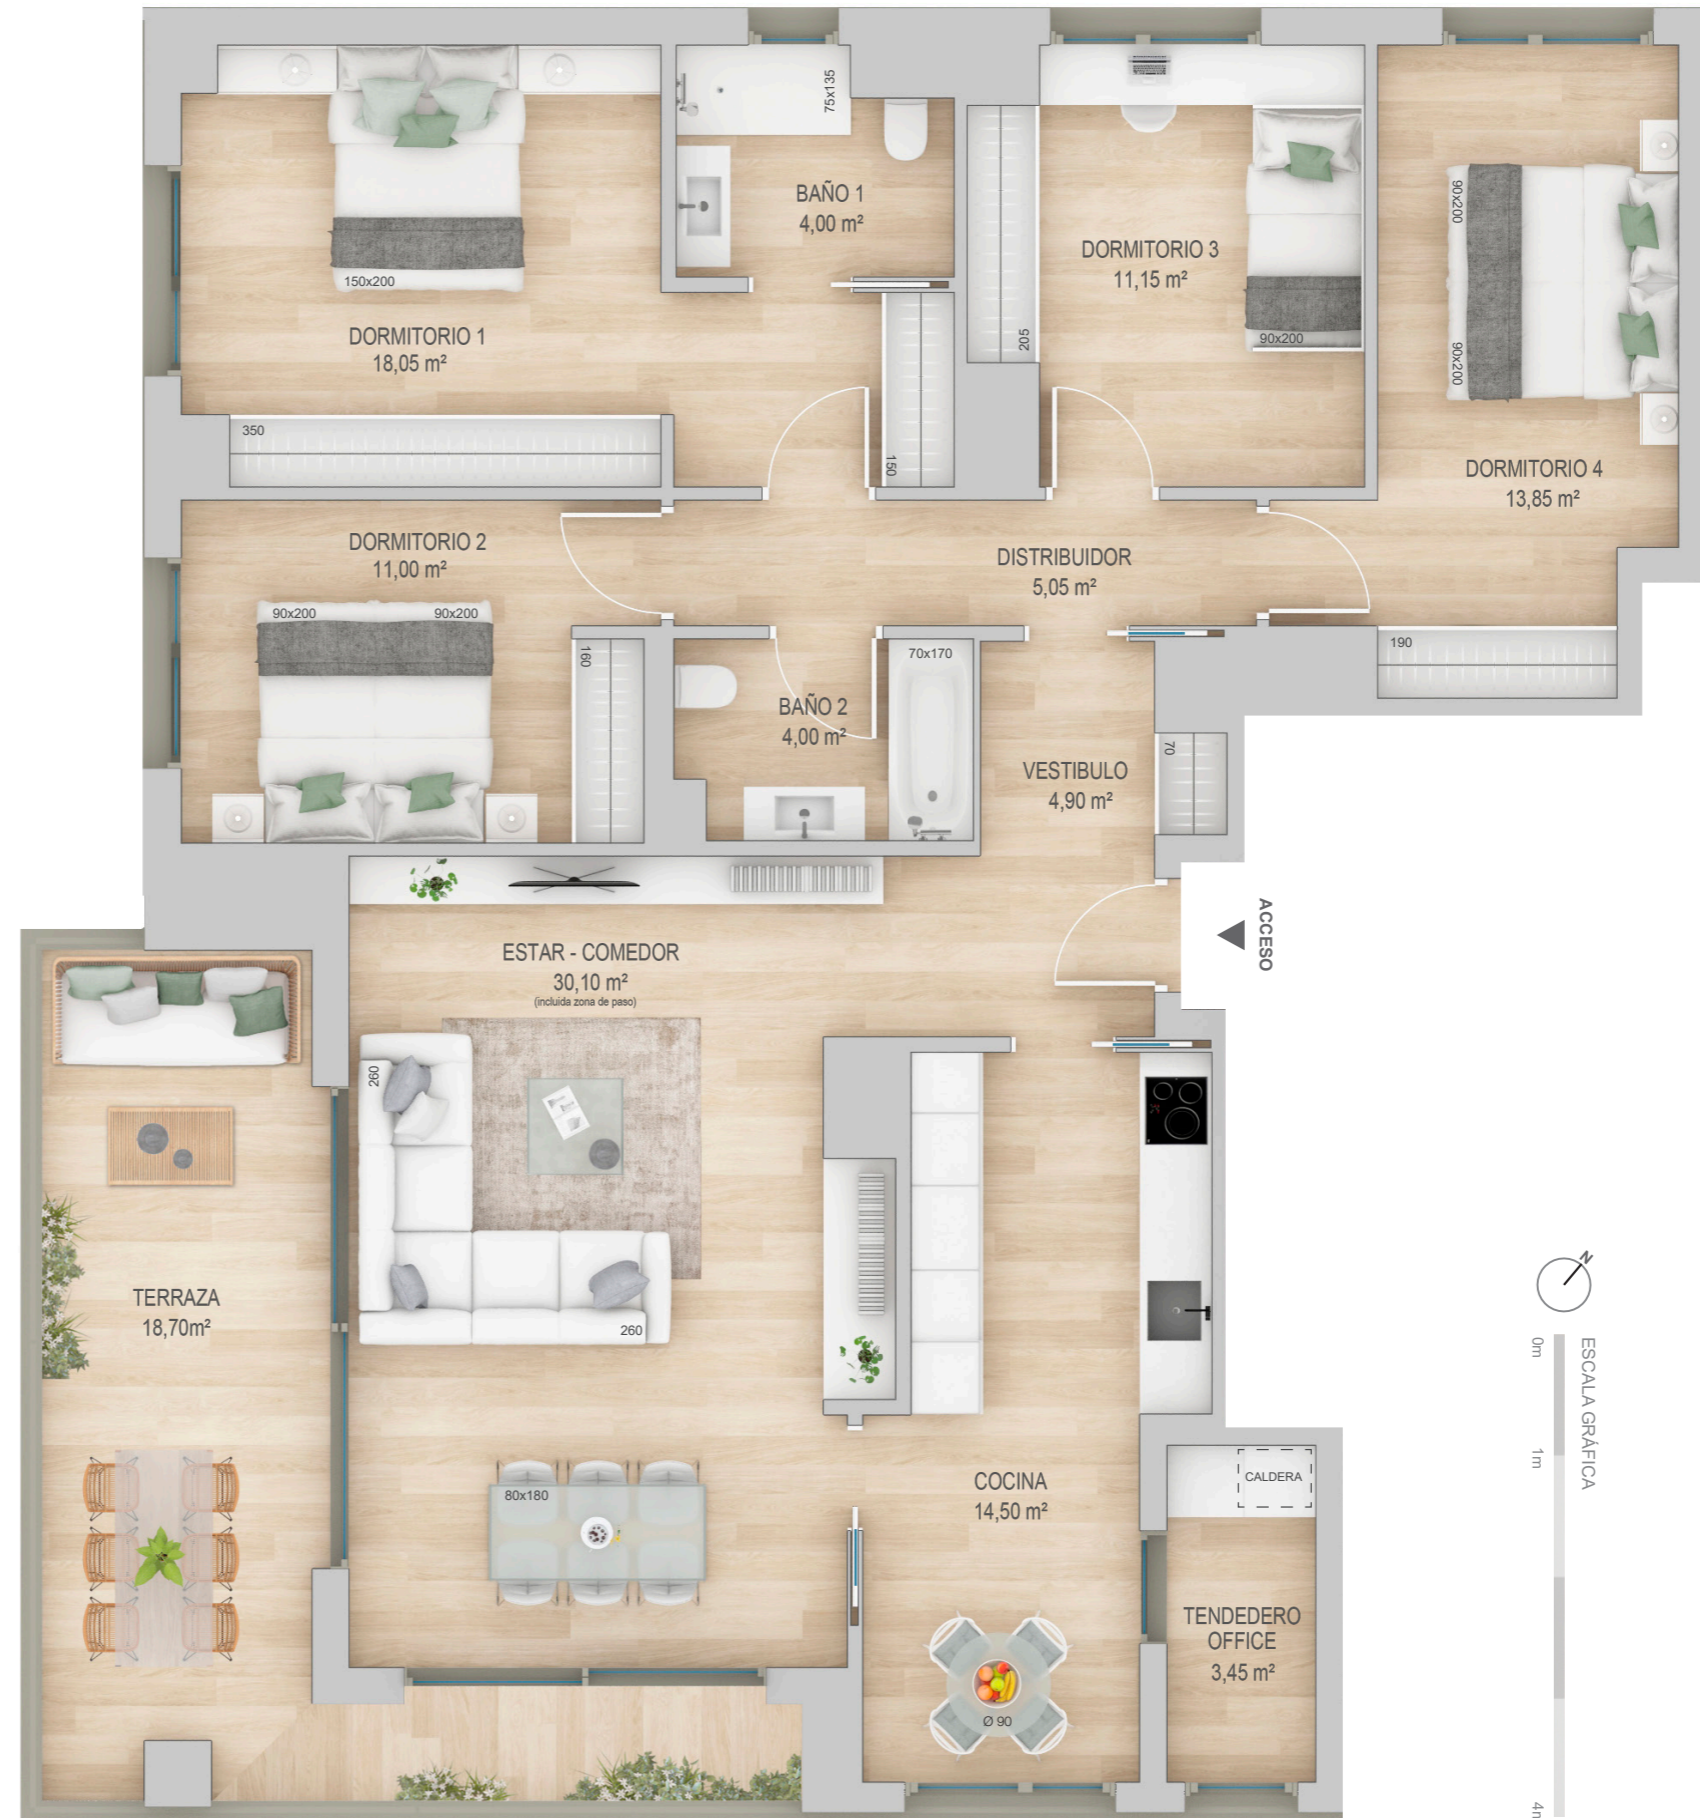 75x135
BAÑO 1
4,00 m²
150x200
DORMITORIO 1
18,05 m²
350
150
205
DORMITORIO 3
11,15 m²
90x200
90x200
90x200
DORMITORIO 4
13,85 m²
190
DORMITORIO 2
11,00 m²
90x200
90x200
160
DISTRIBUIDOR
5,05 m²
70x170
BAÑO 2
4,00 m²
VESTIBULO
4,90 m²
70
ACCESO
ESTAR - COMEDOR
30,10 m²
(incluida zona de paso)
260
260
TERRAZA
18,70m²
80x180
COCINA
14,50 m²
Ø 90
CALDERA
TENDEDERO
OFFICE
3,45 m²
N
ESCALA GRÁFICA
0m
1m